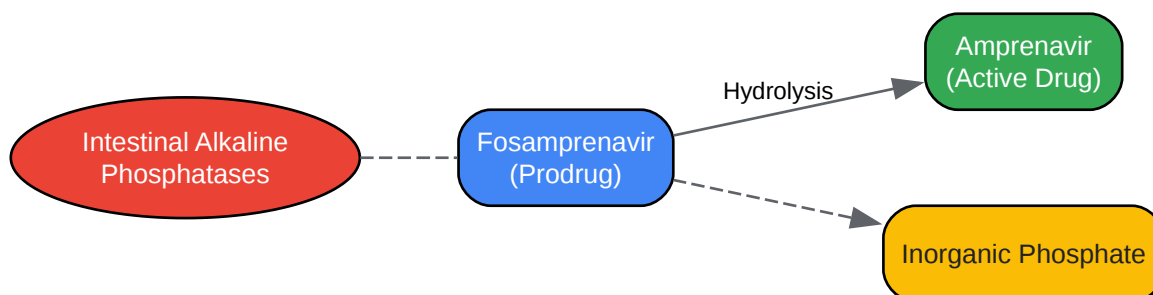 Intestinal Alkaline
Phosphatases
Fosamprenavir
(Prodrug)
Hydrolysis
Amprenavir
(Active Drug)
Inorganic Phosphate